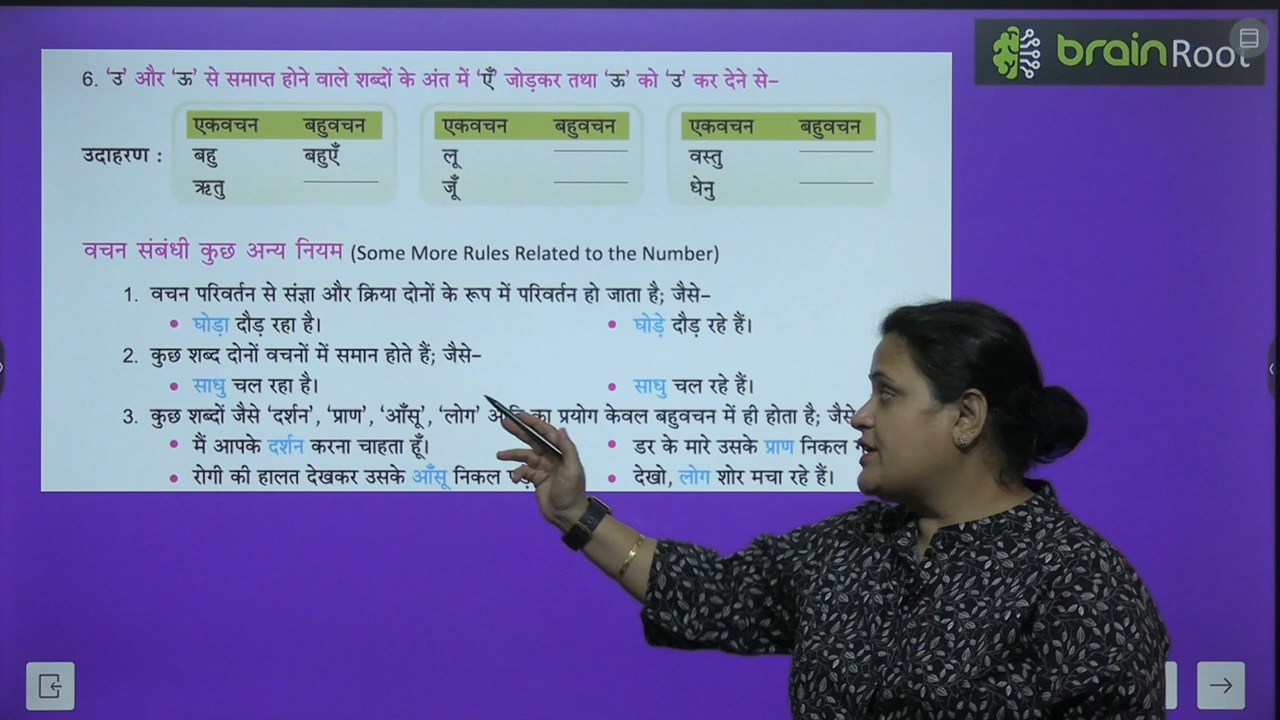 brainRoot
6. 'उ' और 'ऊ' से समाप्त होने वाले शब्दों के अंत में 'एँ' जोड़कर तथा 'ऊ' को 'उ' कर देने से–
एकवचन बहुवचन एकवचन बहुवचन एकवचन बहुवचन
उदाहरण : बहु बहुएँ लू वस्तु
ऋतु जूँ धेनु
वचन संबंधी कुछ अन्य नियम (Some More Rules Related to the Number)
1. वचन परिवर्तन से संज्ञा और क्रिया दोनों के रूप में परिवर्तन हो जाता है; जैसे–
• घोड़ा दौड़ रहा है। • घोड़े दौड़ रहे हैं।
2. कुछ शब्द दोनों वचनों में समान होते हैं; जैसे–
• साधु चल रहा है। • साधु चल रहे हैं।
3. कुछ शब्दों जैसे 'दर्शन', 'प्राण', 'आँसू', 'लोग' का प्रयोग केवल बहुवचन में ही होता है; जैसे
• मैं आपके दर्शन करना चाहता हूँ। • डर के मारे उसके प्राण निकल
• रोगी की हालत देखकर उसके आँसू निकल • देखो, लोग शोर मचा रहे हैं।